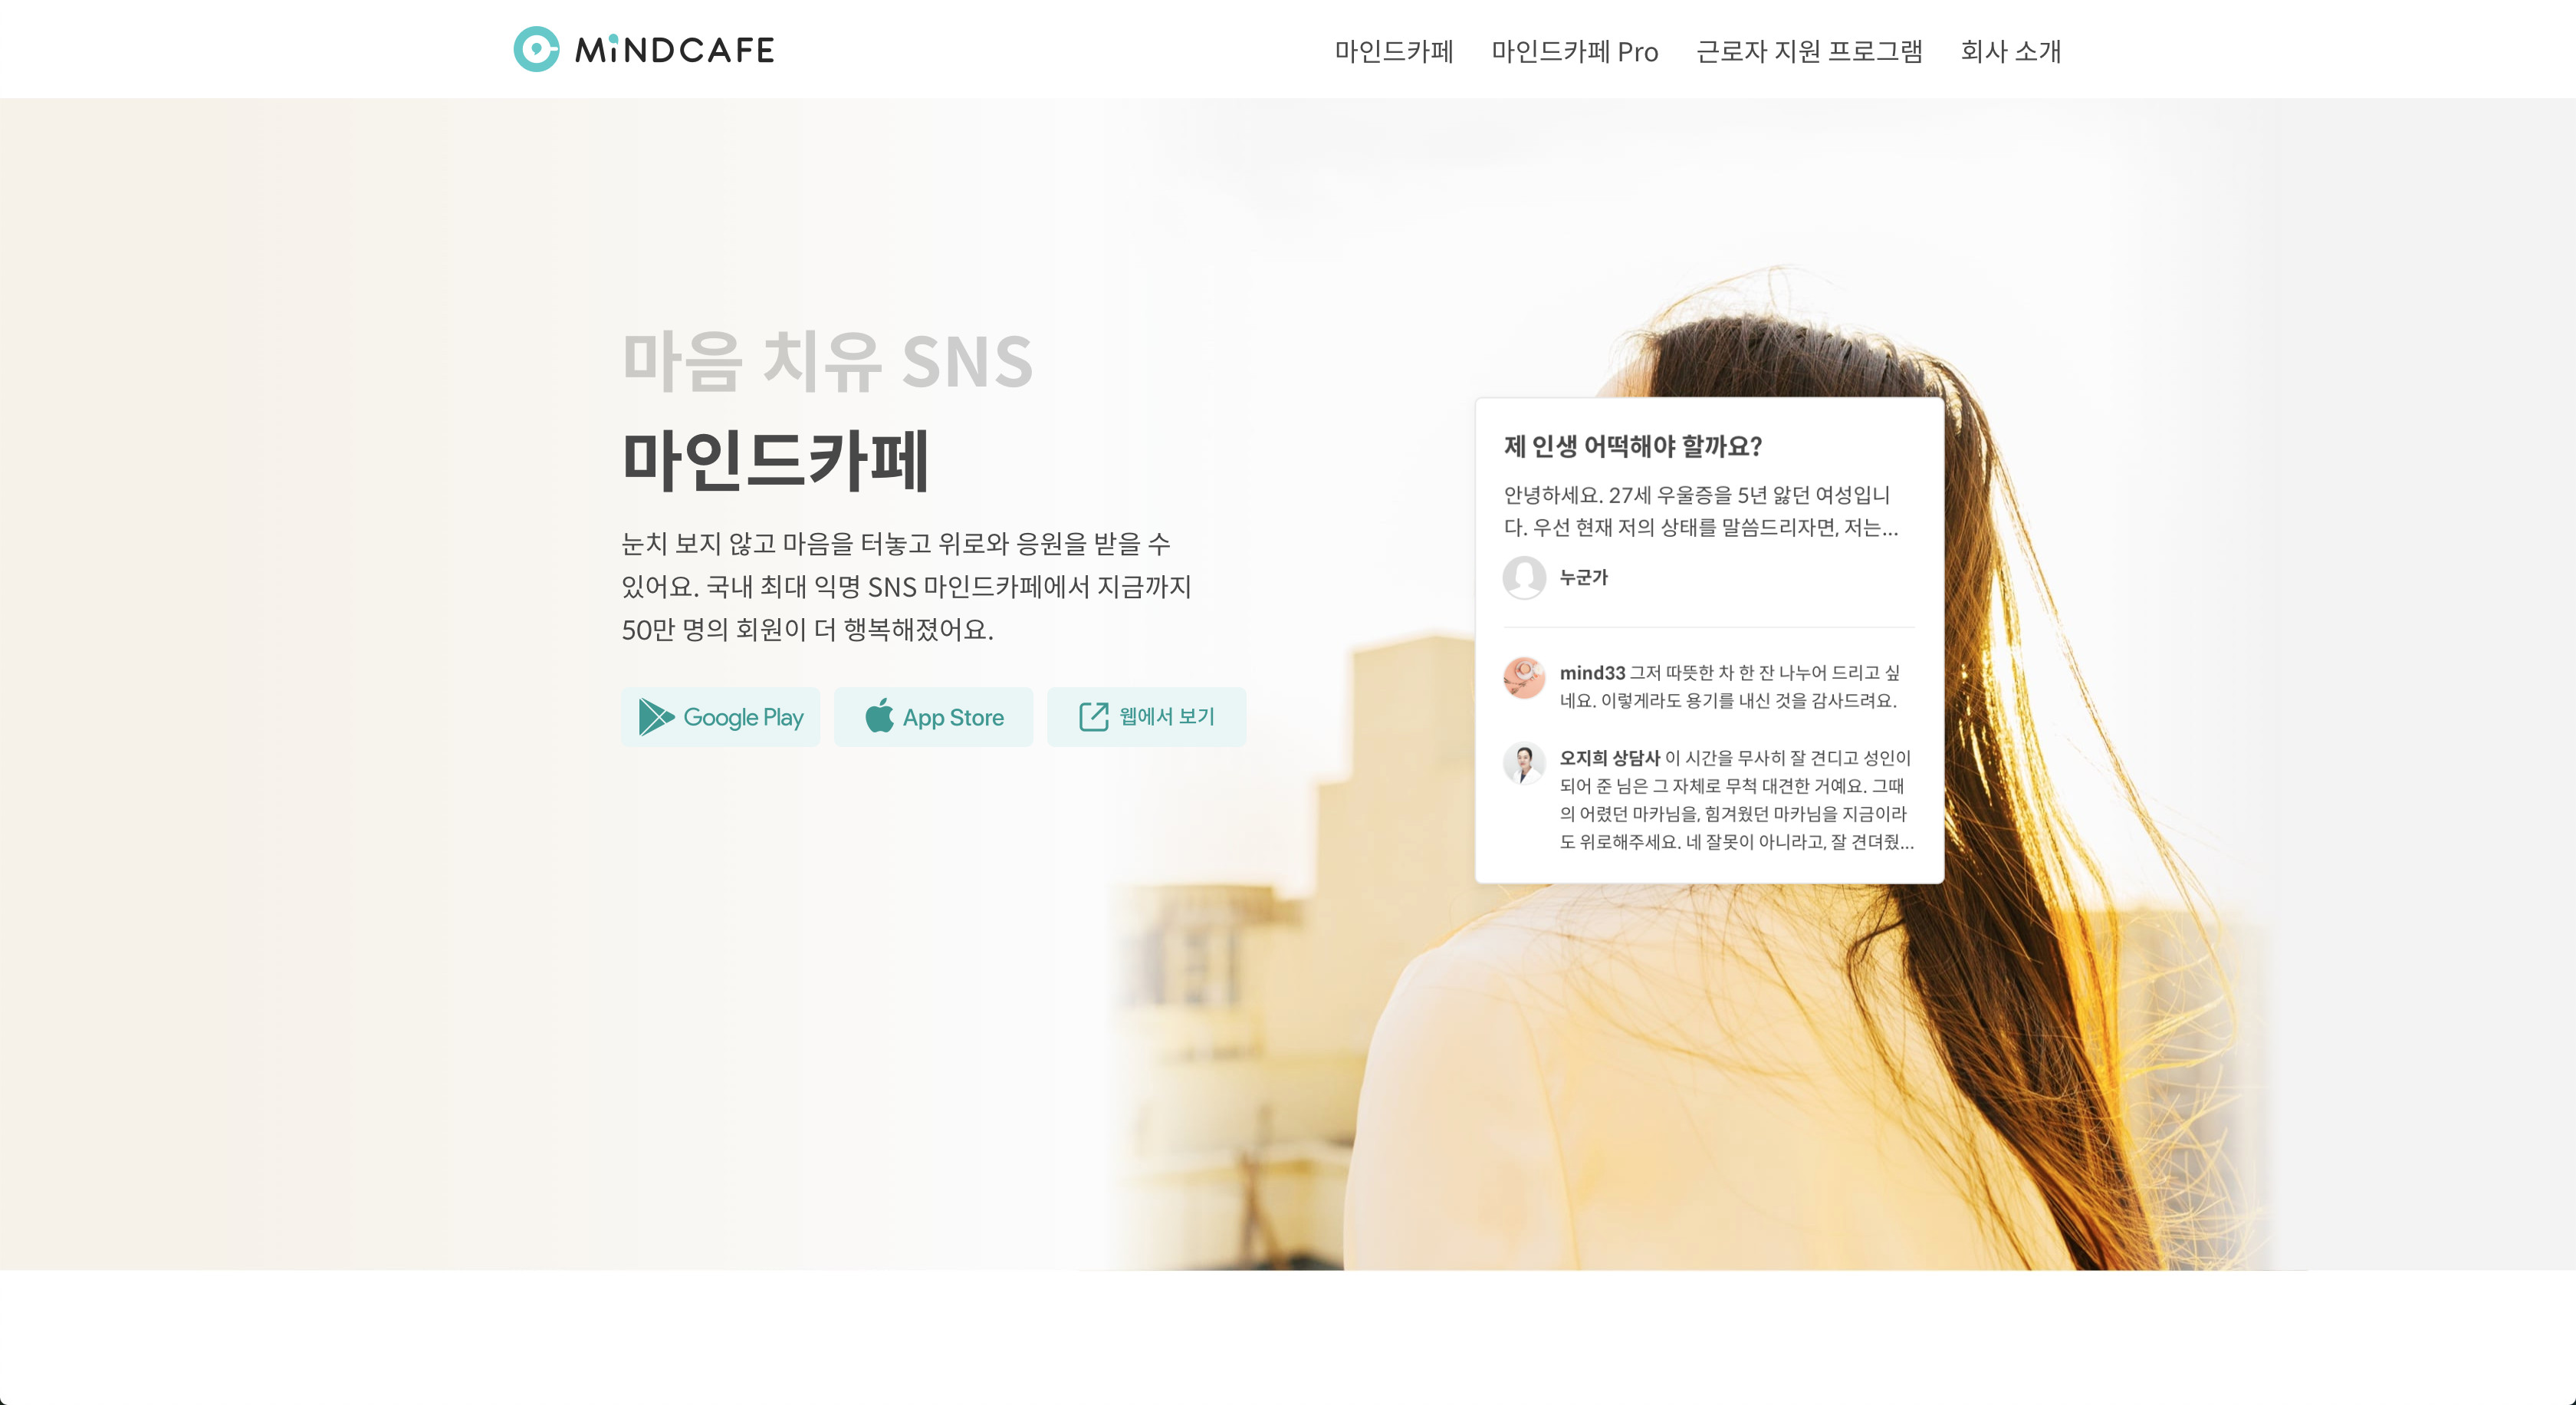 MiNDCAFE
마인드카페 마인드카페 Pro 근로자 지원 프로그램 회사 소개
마음 치유 SNS
마인드카페
눈치 보지 않고 마음을 터놓고 위로와 응원을 받을 수
있어요. 국내 최대 익명 SNS 마인드카페에서 지금까지
50만 명의 회원이 더 행복해졌어요.
Google Play
App Store
웹에서 보기
제 인생 어떡해야 할까요?
안녕하세요. 27세 우울증을 5년 앓던 여성입니
다. 우선 현재 저의 상태를 말씀드리자면, 저는...
누군가
mind33 그저 따뜻한 차 한 잔 나누어 드리고 싶
네요. 이렇게라도 용기를 내신 것을 감사드려요.
오지희 상담사 이 시간을 무사히 잘 견디고 성인이
되어 준 님은 그 자체로 무척 대견한 거예요. 그때
의 어렸던 마카님을, 힘겨웠던 마카님을 지금이라
도 위로해주세요. 네 잘못이 아니라고, 잘 견뎌줬...